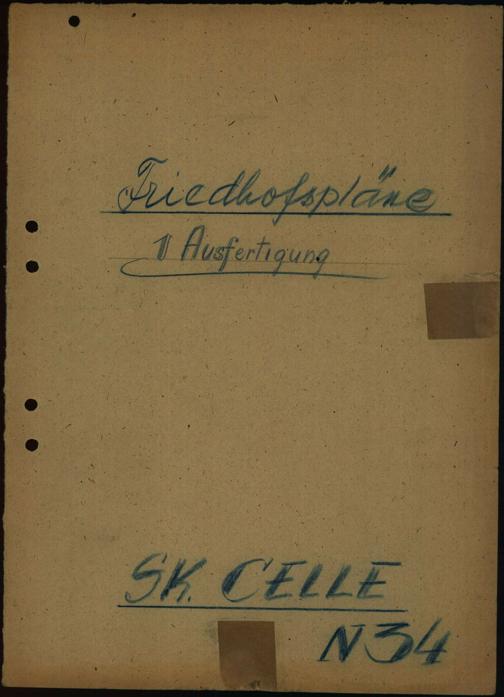 Friedhofspläne
1 Ausfertigung
SK. CELLE
N34